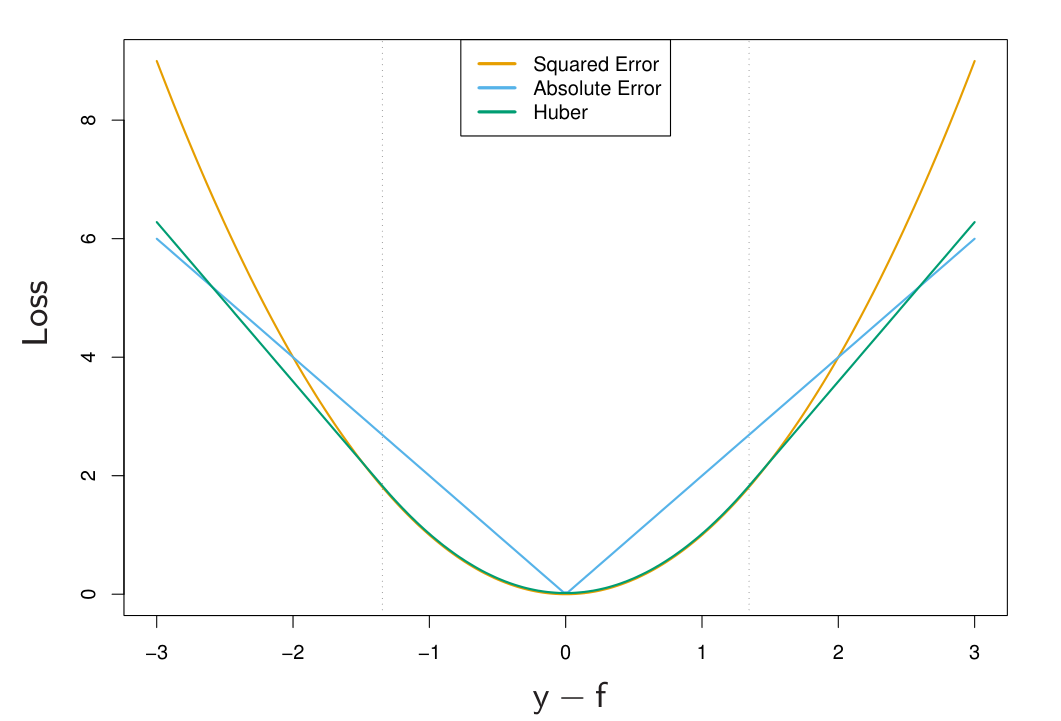 Squared Error
Absolute Error
Huber
8
6
4
2
0
Loss
−3 −2 −1 0 1 2 3
y − f